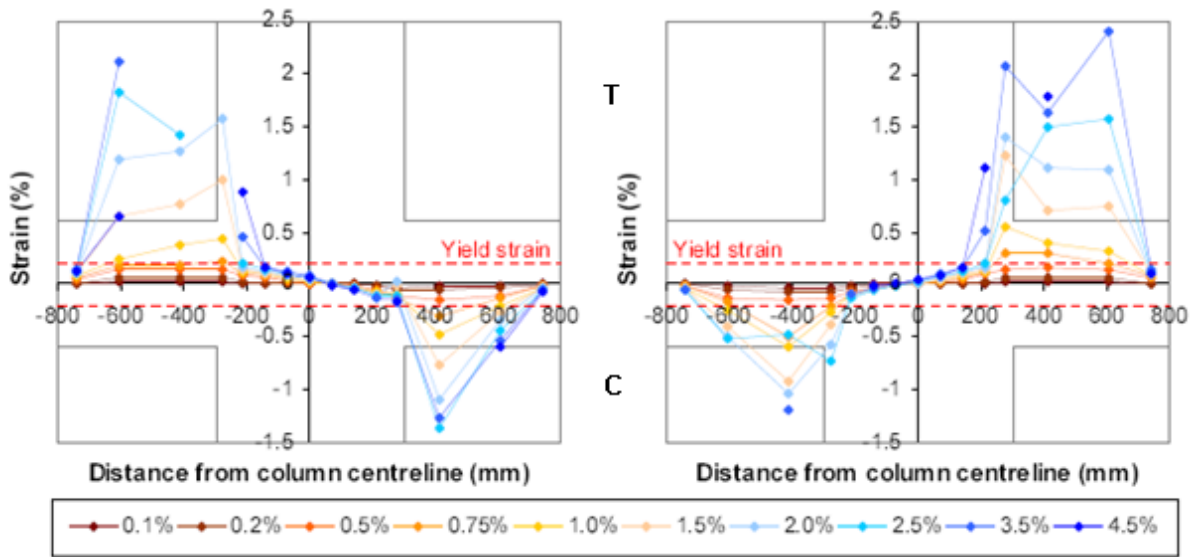 2.5 2.5
2 2
T
1.5 1.5
1 1
0.5 0.5
Yield strain Yield strain
0 0
-800 -600 -400 -200 0 200 400 600 800 -800 -600 -400 -200 0 200 400 600 800
-0.5 -0.5
C
-1 -1
-1.5 -1.5
Strain (%) Strain (%)
Distance from column centreline (mm) Distance from column centreline (mm)
0.1% 0.2% 0.5% 0.75% 1.0% 1.5% 2.0% 2.5% 3.5% 4.5%